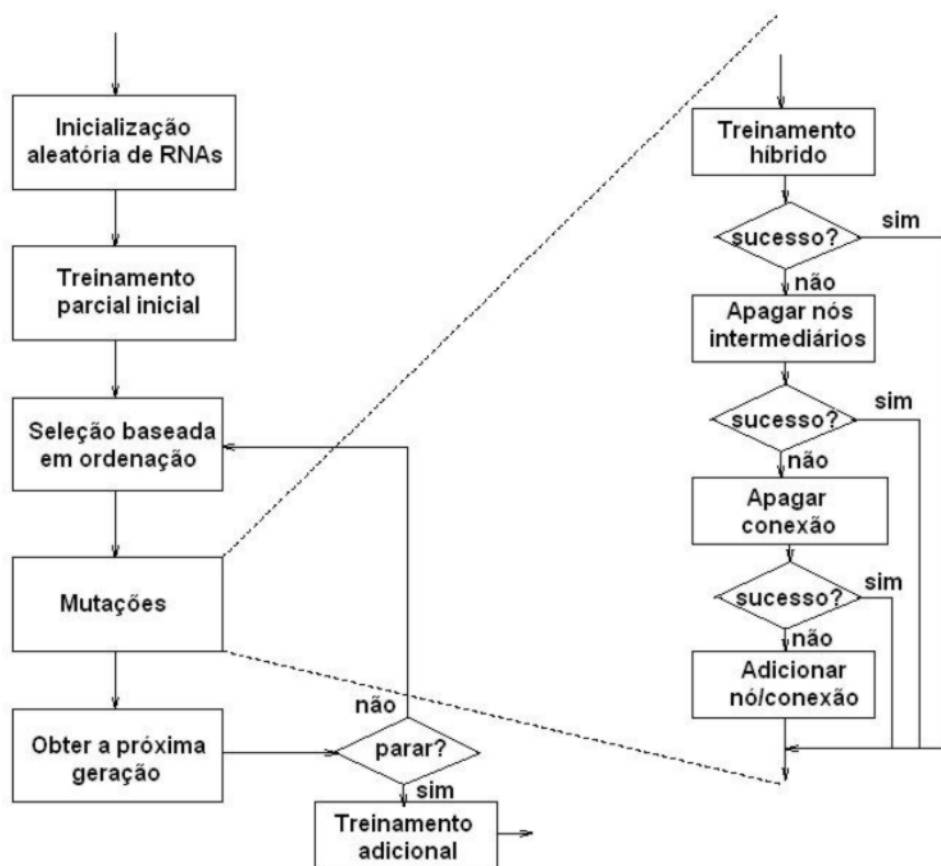 Inicialização
aleatória de RNAs
Treinamento
parcial inicial
Seleção baseada
em ordenação
Mutações
Obter a próxima
geração
não
parar?
sim
Treinamento
adicional
Treinamento
híbrido
sim
sucesso?
não
Apagar nós
intermediários
sim
sucesso?
não
Apagar
conexão
sim
sucesso?
não
Adicionar
nó/conexão